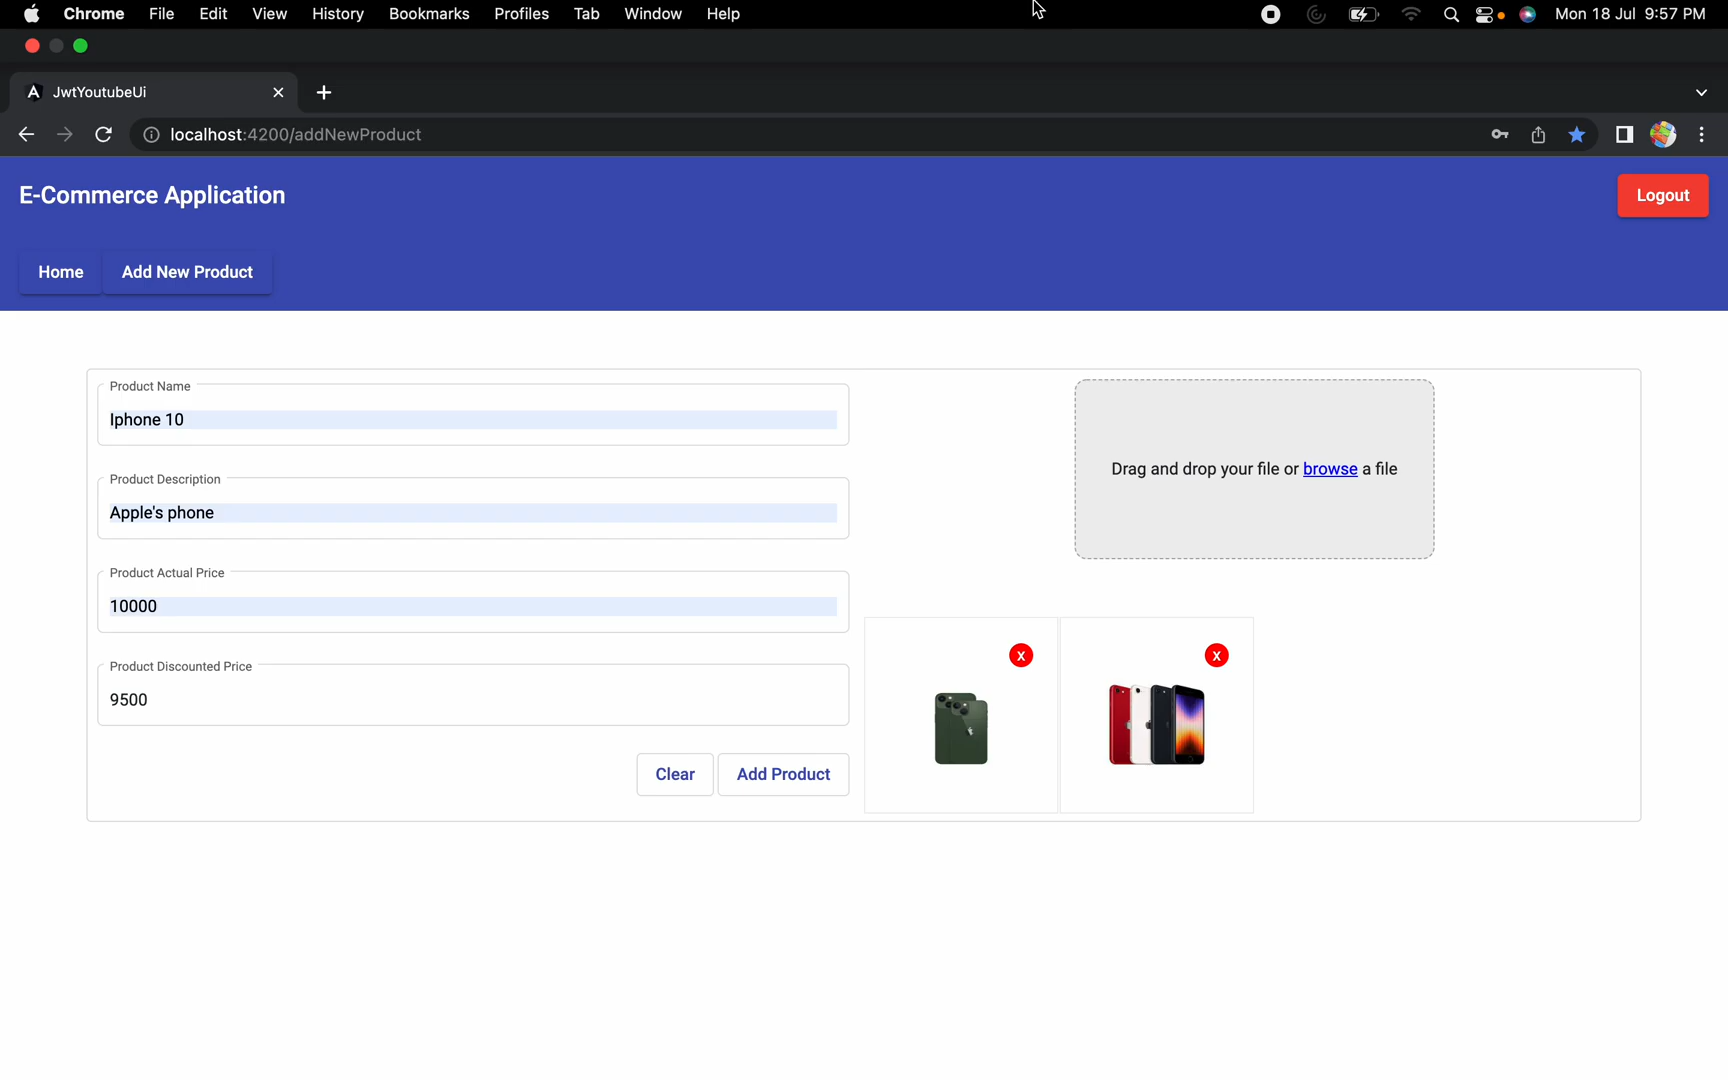 Chrome File Edit View History Bookmarks Profiles Tab Window Help Mon 18 Jul 9:57 PM
JwtYoutubeUi
localhost:4200/addNewProduct
E-Commerce Application
Logout
Home Add New Product
Product Name
Iphone 10
Product Description
Apple's phone
Product Actual Price
10000
Product Discounted Price
9500
Clear Add Product
Drag and drop your file or browse a file
x x